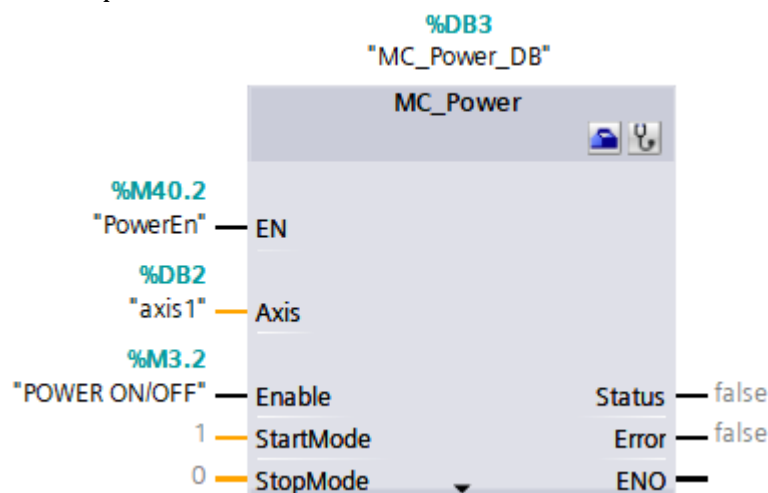 %DB3
"MC_Power_DB"
MC_Power
%M40.2
"PowerEn" EN
%DB2
"axis1" Axis
%M3.2
"POWER ON/OFF" Enable Status false
1 StartMode Error false
0 StopMode ENO